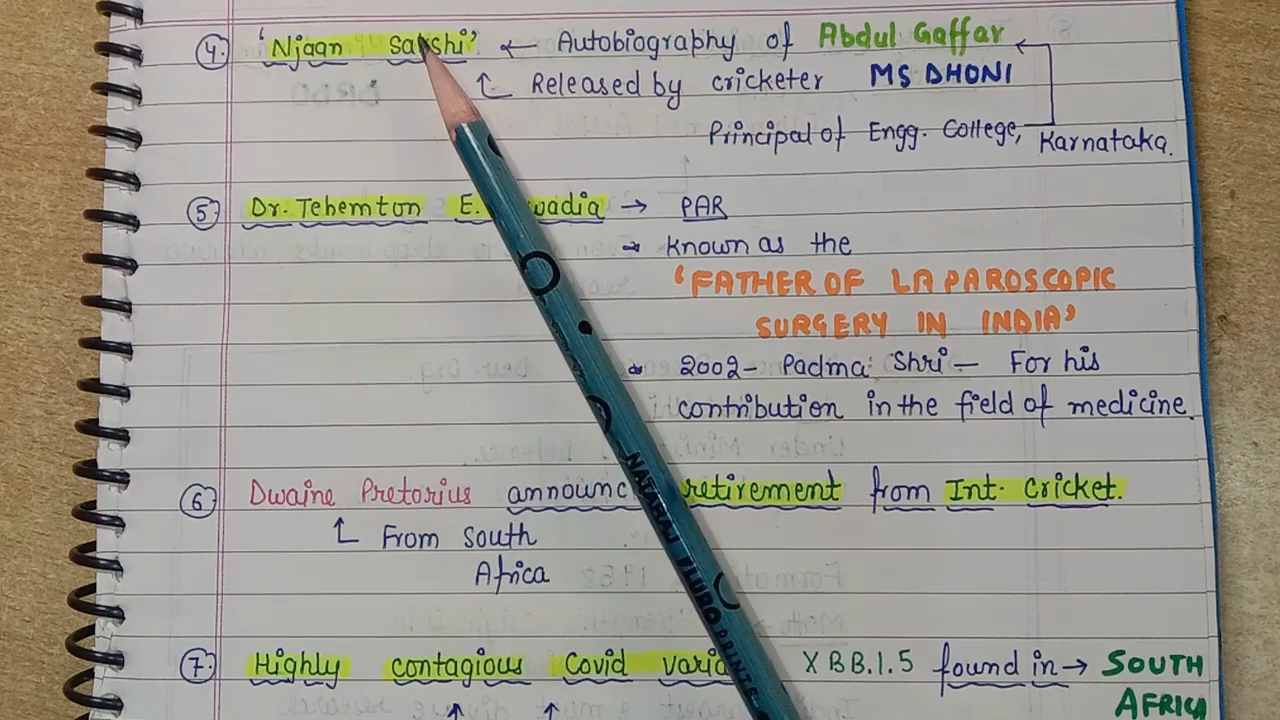 4. 'Njaan Sakshi' ← Autobiography of Abdul Gaffar
Released by cricketer MS DHONI
Principal of Engg. College, Karnataka.
5 Dr. Tehemton E. → PAR
known as the
'FATHER OF LAPAROSCOPIC
SURGERY IN INDIA'
2002- Padma Shri - For his
contribution in the field of medicine.
6 Dwaine Pretorius announc retirement from Int. Cricket.
From South
Africa
7. Highly contagious Covid varia XBB.1.5 found in → SOUTH
AFRICA
NATARAJ FLUORO PRINTS